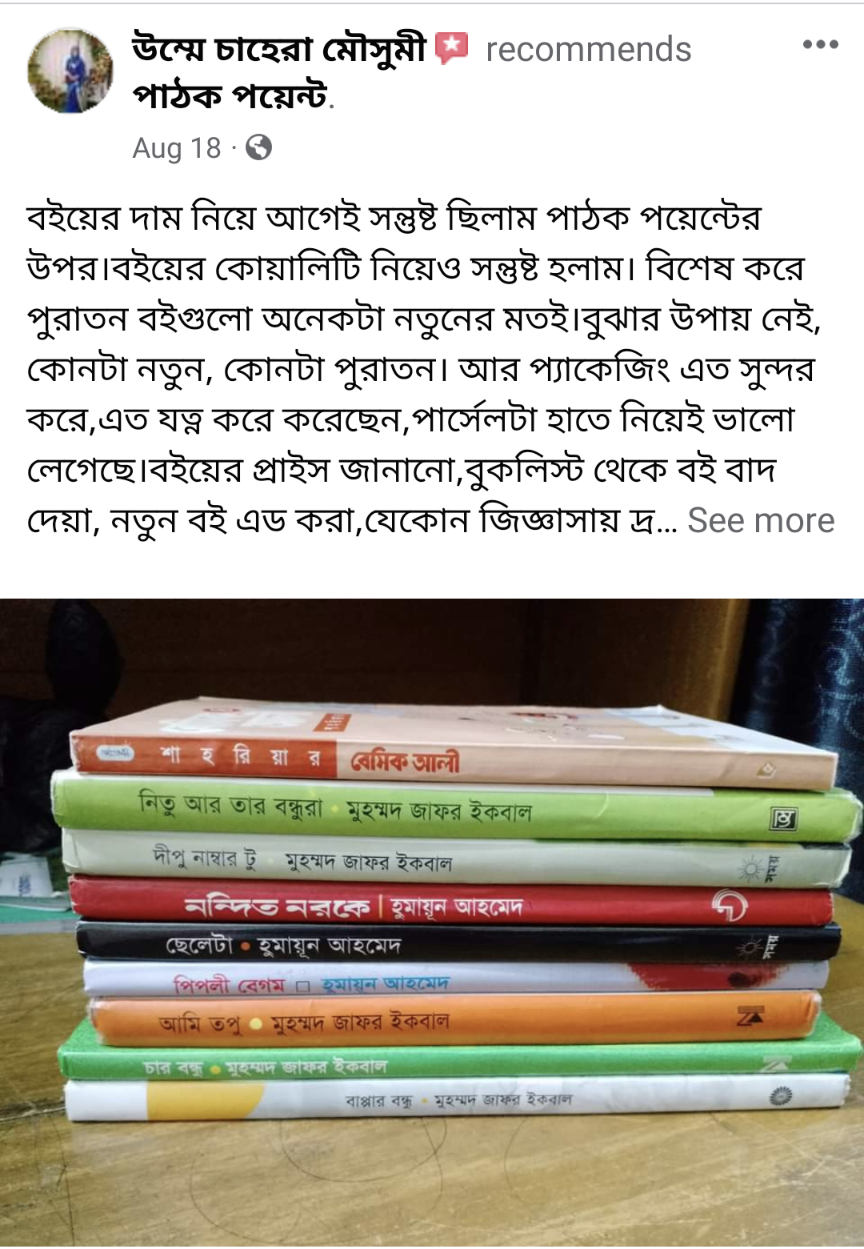 উম্মে চাহেরা মৌসুমী recommends
পাঠক পয়েন্ট.
Aug 18 ·
বইয়ের দাম নিয়ে আগেই সন্তুষ্ট ছিলাম পাঠক পয়েন্টের
উপর।বইয়ের কোয়ালিটি নিয়েও সন্তুষ্ট হলাম। বিশেষ করে
পুরাতন বইগুলো অনেকটা নতুনের মতই।বুঝার উপায় নেই,
কোনটা নতুন, কোনটা পুরাতন। আর প্যাকেজিং এত সুন্দর
করে,এত যত্ন করে করেছেন,পার্সেলটা হাতে নিয়েই ভালো
লেগেছে।বইয়ের প্রাইস জানানো,বুকলিস্ট থেকে বই বাদ
দেয়া, নতুন বই এড করা,যেকোন জিজ্ঞাসায় দ্র... See more
শাহরিয়ার বেসিক আলী
নিতু আর তার বন্ধুরা • মুহম্মদ জাফর ইকবাল
দীপু নাম্বার টু • মুহম্মদ জাফর ইকবাল সময়
নন্দিত নরকে | হুমায়ূন আহমেদ
ছেলেটা • হুমায়ূন আহমেদ সময়
পিপলী বেগম □ হুমায়ূন আহমেদ
আমি তপু • মুহম্মদ জাফর ইকবাল
চার বন্ধু • মুহম্মদ জাফর ইকবাল
বাপ্পার বন্ধু • মুহম্মদ জাফর ইকবাল